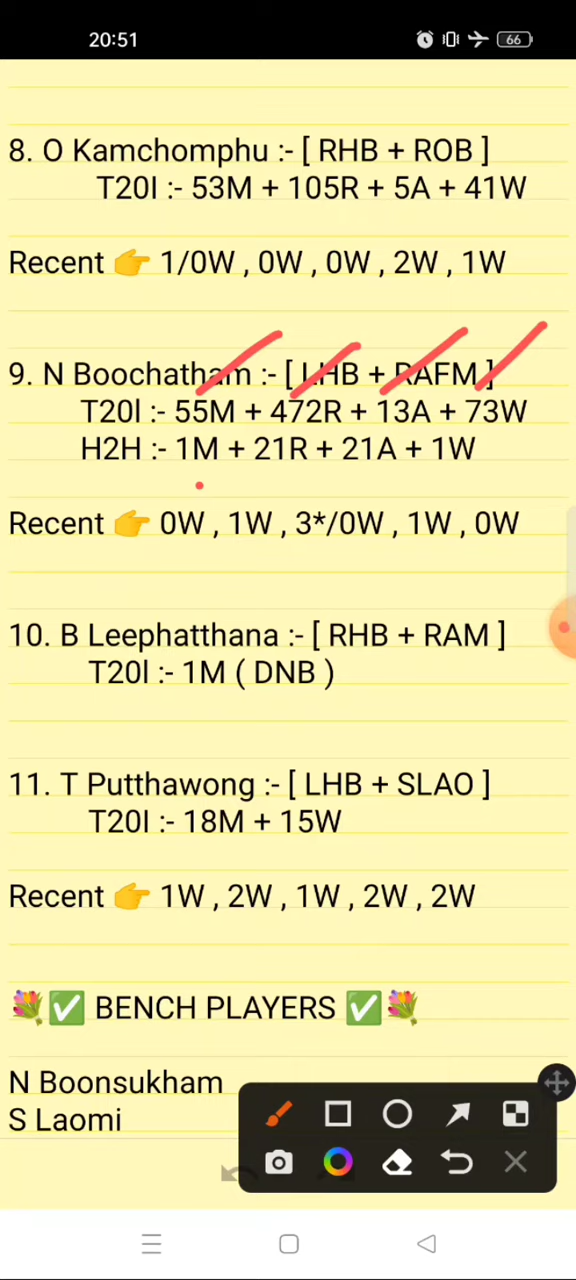 20:51
66
8. O Kamchomphu :- [ RHB + ROB ]
T20I :- 53M + 105R + 5A + 41W
Recent 👉 1/0W , 0W , 0W , 2W , 1W
9. N Boochatham :- [ LHB + RAFM ]
T20l :- 55M + 472R + 13A + 73W
H2H :- 1M + 21R + 21A + 1W
Recent 👉 0W , 1W , 3*/0W , 1W , 0W
10. B Leephatthana :- [ RHB + RAM ]
T20l :- 1M ( DNB )
11. T Putthawong :- [ LHB + SLAO ]
T20I :- 18M + 15W
Recent 👉 1W , 2W , 1W , 2W , 2W
💐✅ BENCH PLAYERS ✅💐
N Boonsukham
S Laomi